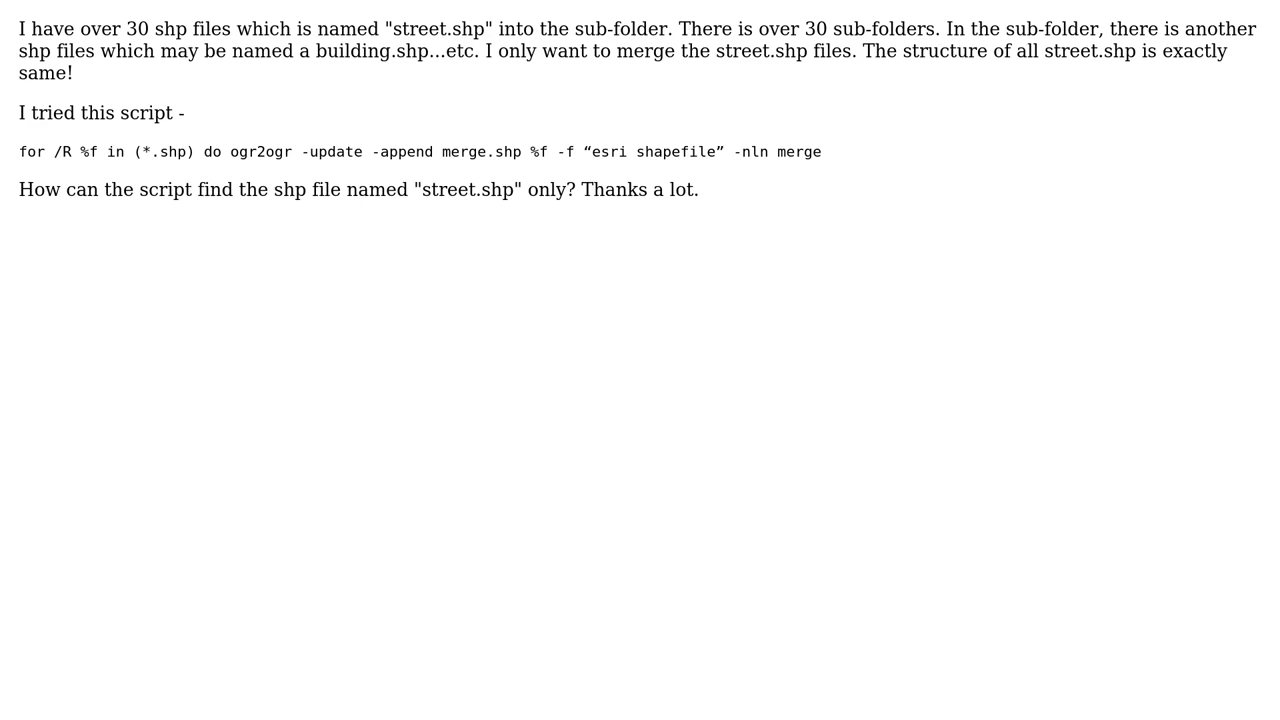 I have over 30 shp files which is named "street.shp" into the sub-folder. There is over 30 sub-folders. In the sub-folder, there is another
shp files which may be named a building.shp...etc. I only want to merge the street.shp files. The structure of all street.shp is exactly
same!
I tried this script -
for /R %f in (*.shp) do ogr2ogr -update -append merge.shp %f -f “esri shapefile” -nln merge
How can the script find the shp file named "street.shp" only? Thanks a lot.